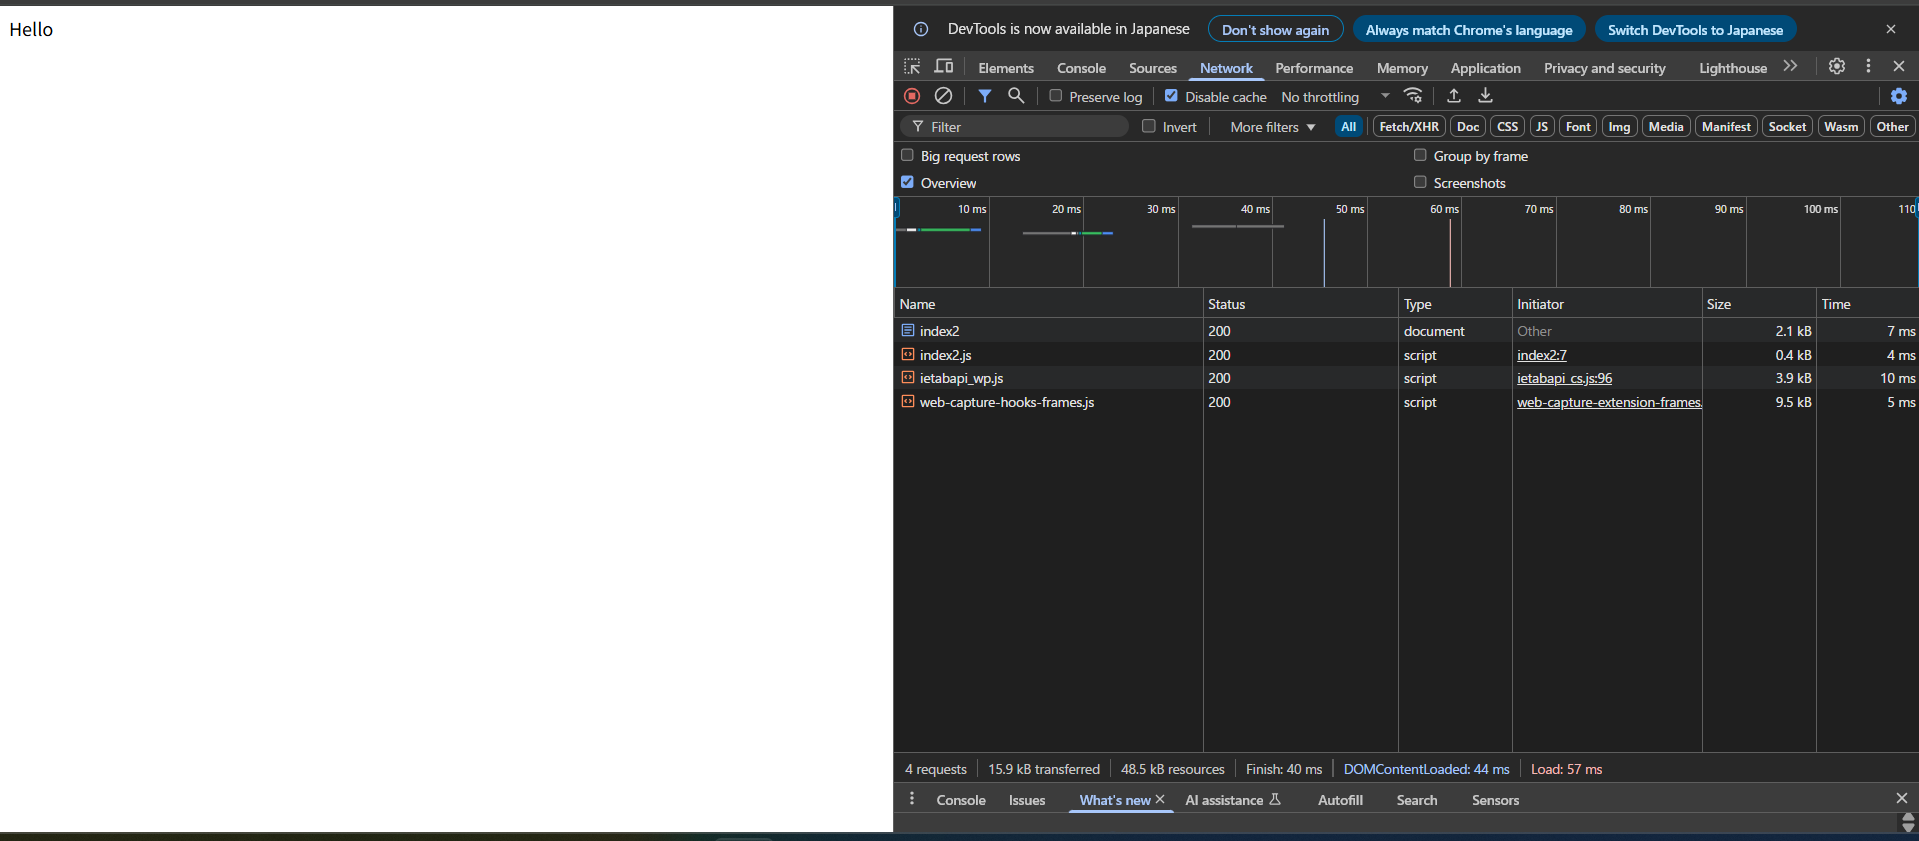 Hello
DevTools is now available in Japanese Don't show again Always match Chrome's language Switch DevTools to Japanese
Elements Console Sources Network Performance Memory Application Privacy and security Lighthouse
Preserve log Disable cache No throttling
Filter Invert More filters All Fetch/XHR Doc CSS JS Font Img Media Manifest Socket Wasm Other
Big request rows Group by frame
Overview Screenshots
10 ms 20 ms 30 ms 40 ms 50 ms 60 ms 70 ms 80 ms 90 ms 100 ms 110
Name Status Type Initiator Size Time
index2 200 document Other 2.1 kB 7 ms
index2.js 200 script index2:7 0.4 kB 4 ms
ietabapi_wp.js 200 script ietabapi_cs.js:96 3.9 kB 10 ms
web-capture-hooks-frames.js 200 script web-capture-extension-frames. 9.5 kB 5 ms
4 requests 15.9 kB transferred 48.5 kB resources Finish: 40 ms DOMContentLoaded: 44 ms Load: 57 ms
Console Issues What's new AI assistance Autofill Search Sensors